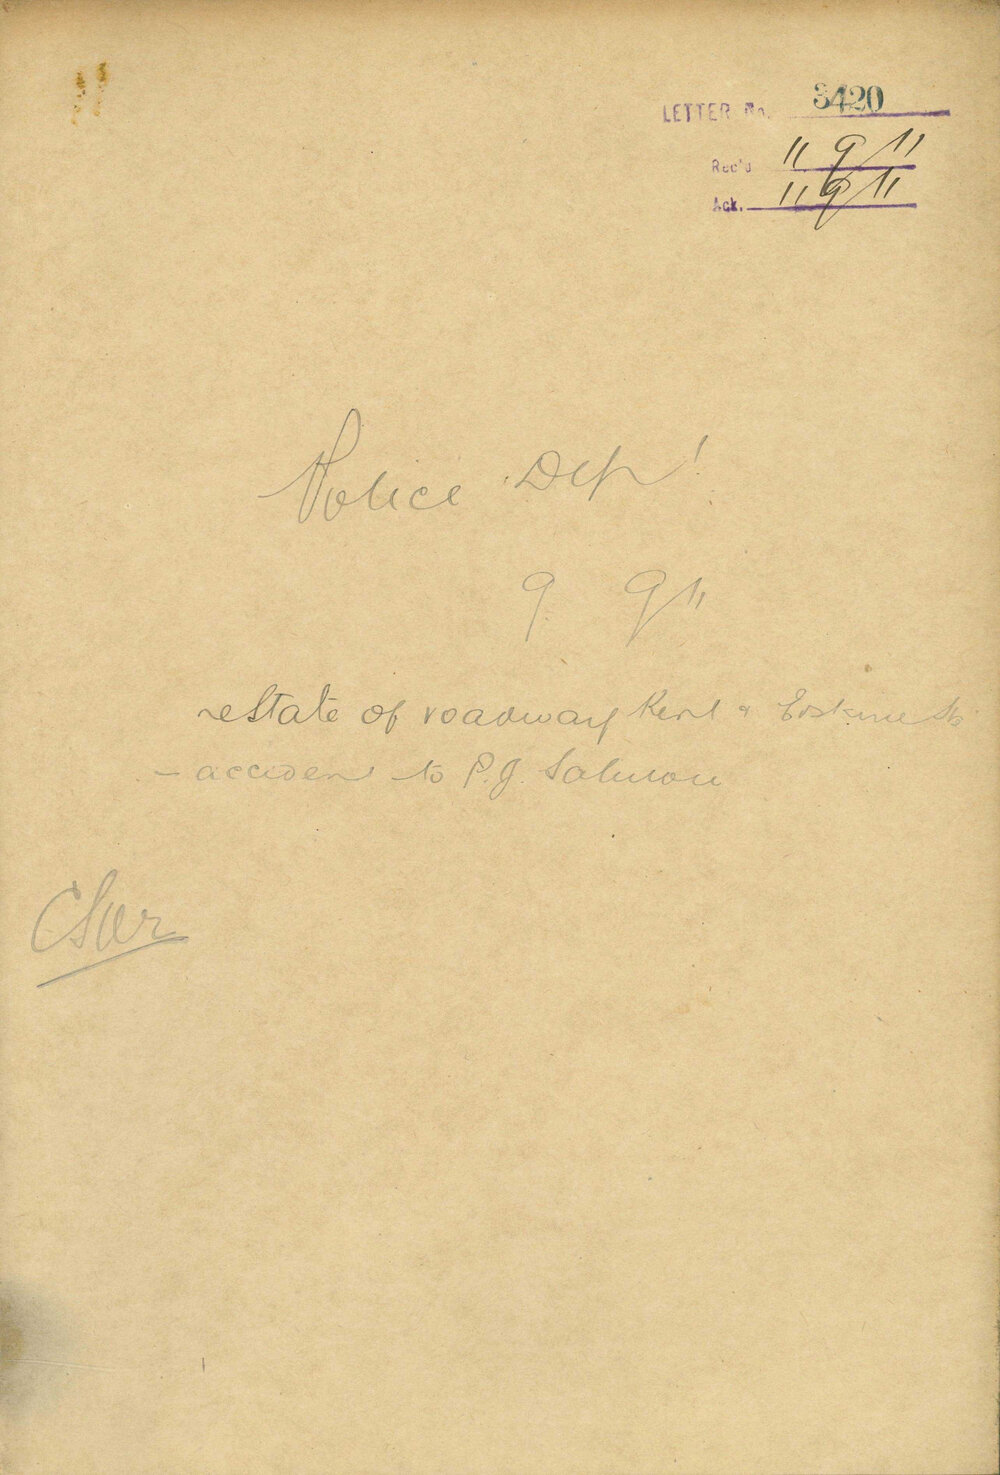 LETTER No. 3420
Rec'd 11 9 11
Ack. 11 9 11
Police Dept
9 9 11
re State of roadway Kent & Erskine Sts
- accident to P.J. Salmon